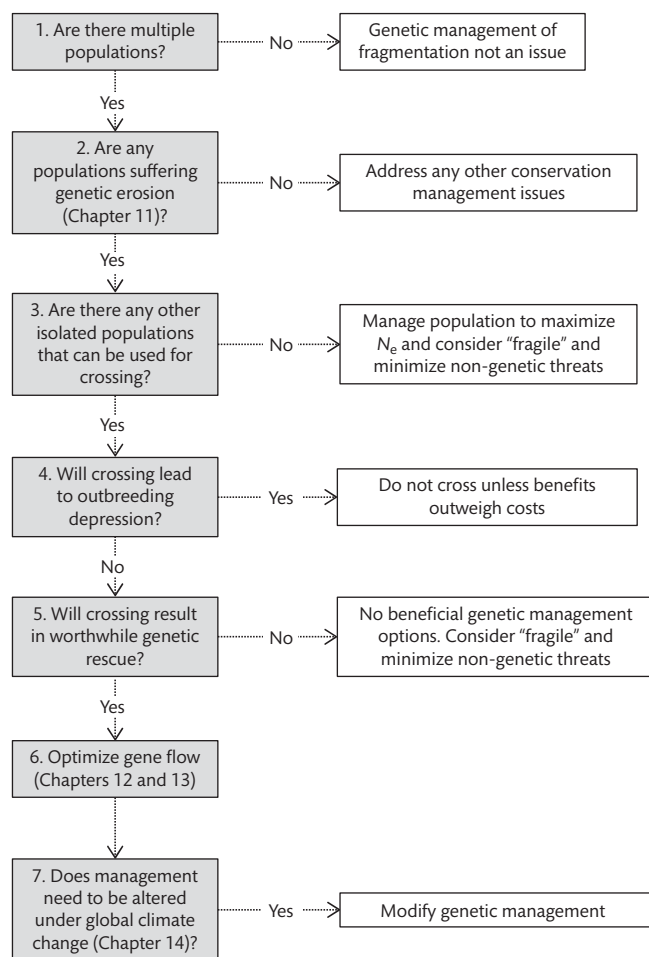 1. Are there multiple
populations?
No
Genetic management of
fragmentation not an issue
Yes
2. Are any
populations suffering
genetic erosion
(Chapter 11)?
No
Address any other conservation
management issues
Yes
3. Are there any other
isolated populations
that can be used for
crossing?
No
Manage population to maximize
Ne and consider “fragile” and
minimize non-genetic threats
Yes
4. Will crossing lead
to outbreeding
depression?
Yes
Do not cross unless benefits
outweigh costs
No
5. Will crossing result
in worthwhile genetic
rescue?
No
No beneficial genetic management
options. Consider “fragile” and
minimize non-genetic threats
Yes
6. Optimize gene flow
(Chapters 12 and 13)
7. Does management
need to be altered
under global climate
change (Chapter 14)?
Yes
Modify genetic management